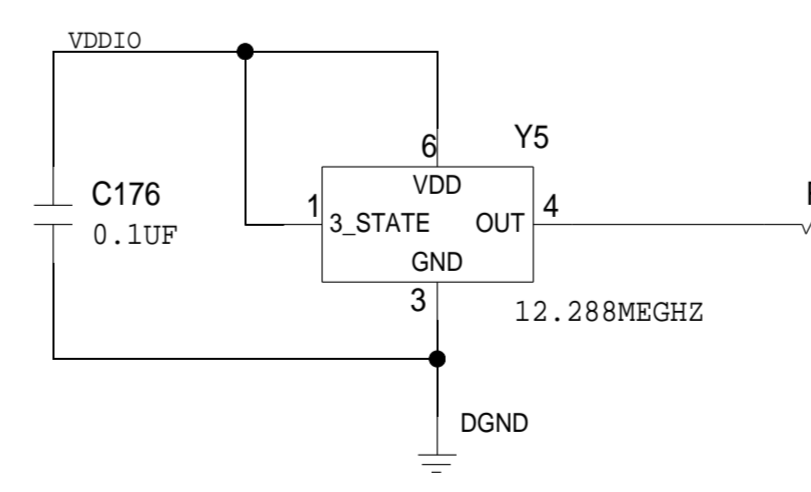 VDDIO
6
Y5
VDD
C176
0.1UF
1
3_STATE
OUT
4
GND
3
12.288MEGHZ
DGND